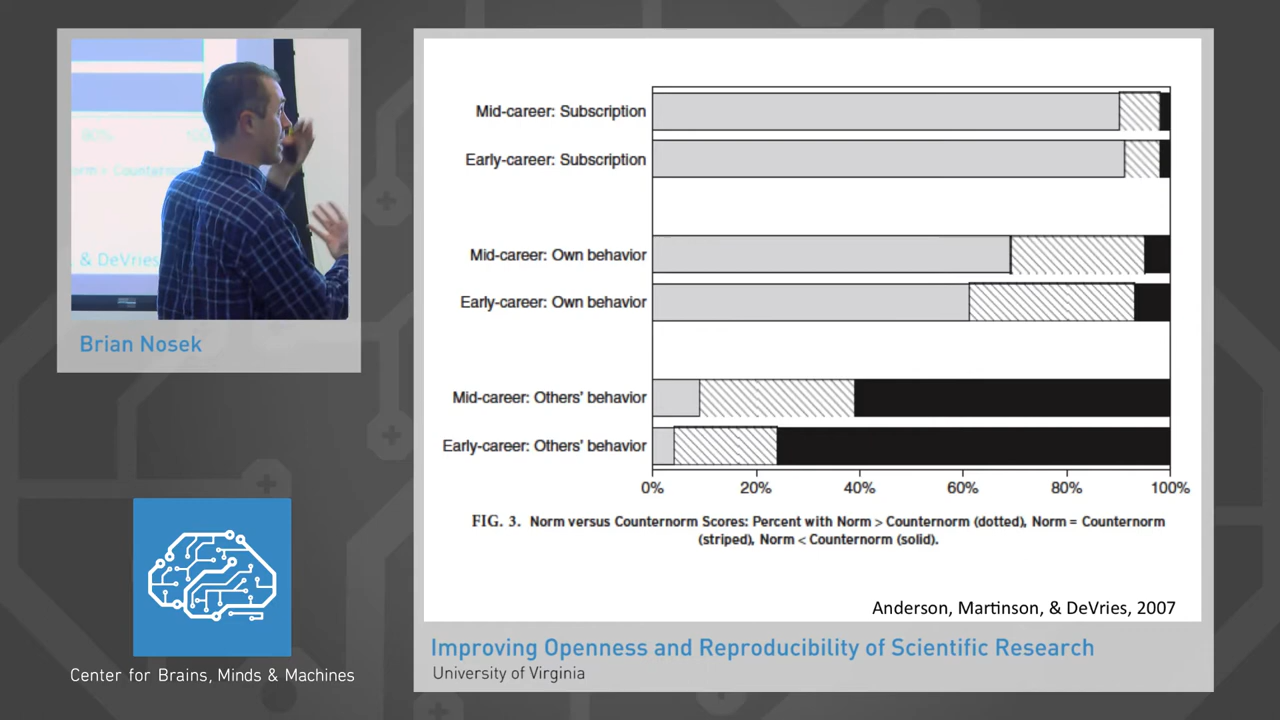 Brian Nosek
Center for Brains, Minds & Machines
Mid-career: Subscription
Early-career: Subscription
Mid-career: Own behavior
Early-career: Own behavior
Mid-career: Others' behavior
Early-career: Others' behavior
0% 20% 40% 60% 80% 100%
FIG. 3. Norm versus Counternorm Scores: Percent with Norm > Counternorm (dotted), Norm = Counternorm
(striped), Norm < Counternorm (solid).
Anderson, Martinson, & DeVries, 2007
Improving Openness and Reproducibility of Scientific Research
University of Virginia
& DeVries